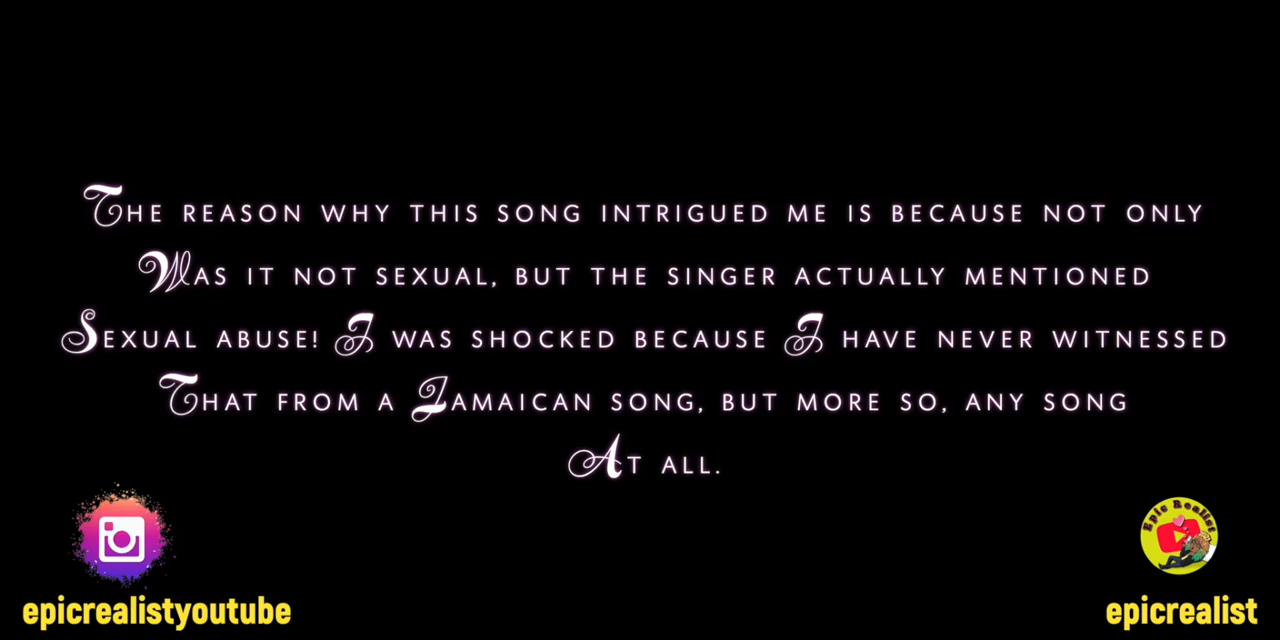 The reason why this song intrigued me is because not only
Was it not sexual, but the singer actually mentioned
Sexual abuse! I was shocked because I have never witnessed
That from a Jamaican song, but more so, any song
At all.
Epic Realist
epicrealistyoutube
epicrealist